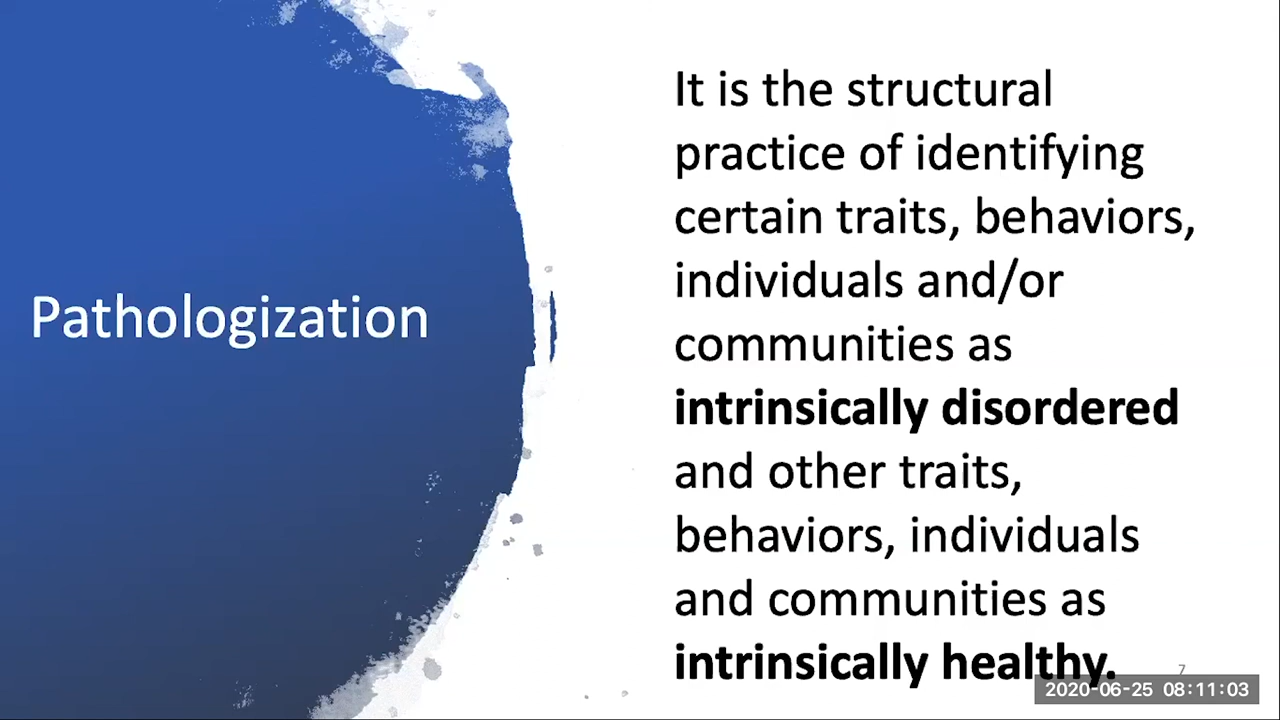 Pathologization
It is the structural
practice of identifying
certain traits, behaviors,
individuals and/or
communities as
intrinsically disordered
and other traits,
behaviors, individuals
and communities as
intrinsically healthy.
7
2020-06-25 08:11:03